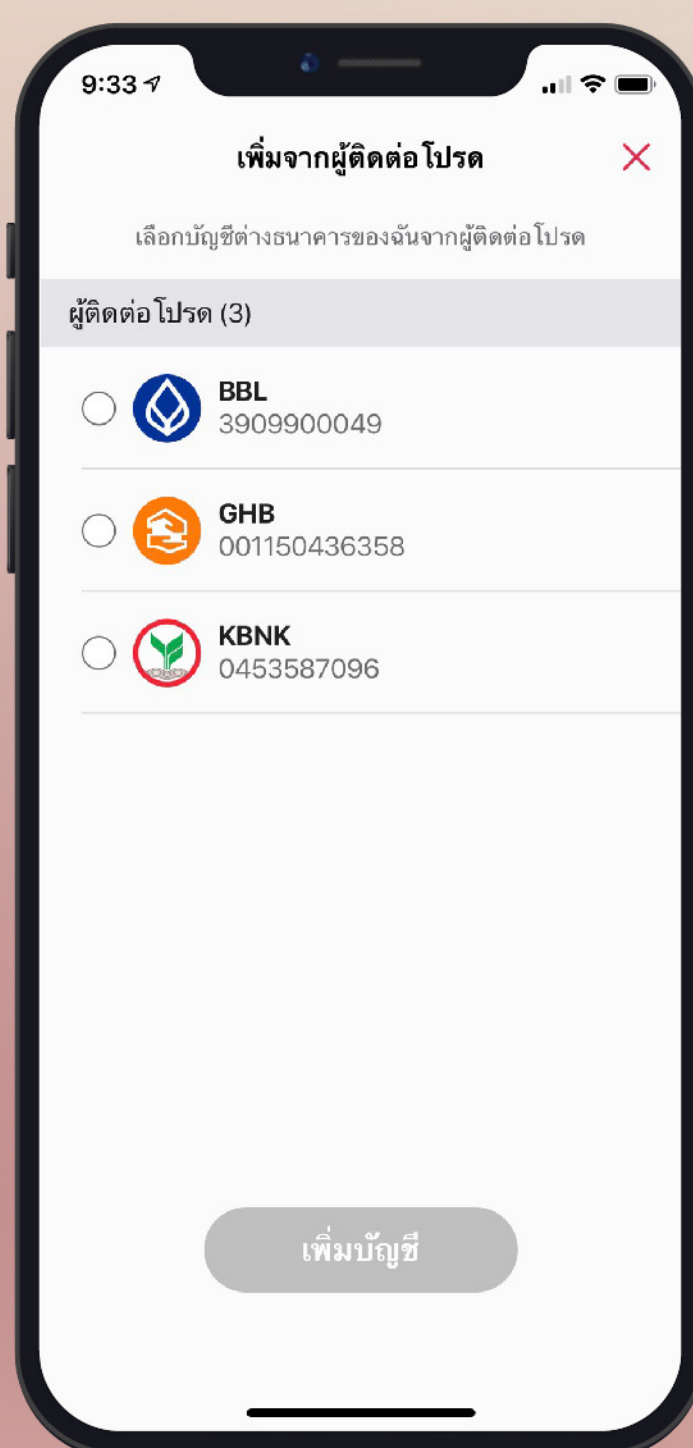 9:33
เพิ่มจากผู้ติดต่อโปรด
เลือกบัญชีต่างธนาคารของฉันจากผู้ติดต่อโปรด
ผู้ติดต่อโปรด (3)
BBL
3909900049
GHB
001150436358
KBNK
0453587096
เพิ่มบัญชี